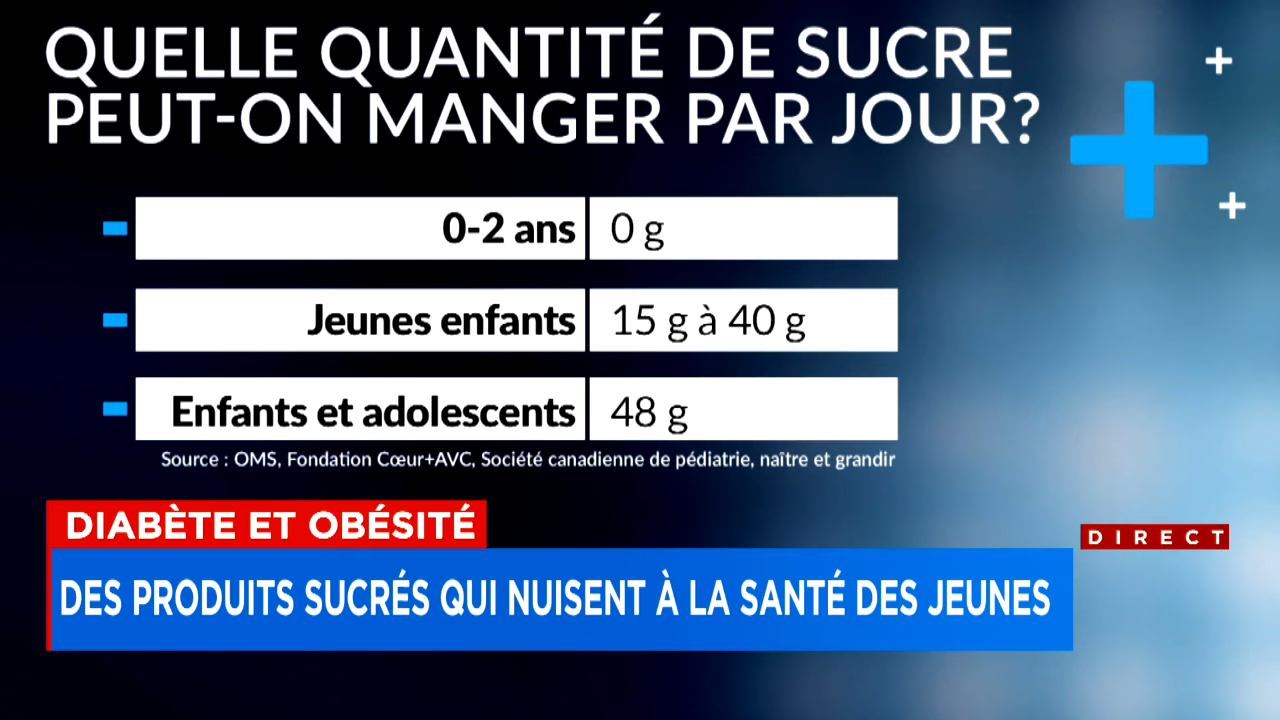 QUELLE QUANTITÉ DE SUCRE
PEUT-ON MANGER PAR JOUR?
0-2 ans 0 g
Jeunes enfants 15 g à 40 g
Enfants et adolescents 48 g
Source : OMS, Fondation Cœur+AVC, Société canadienne de pédiatrie, naître et grandir
DIABÈTE ET OBÉSITÉ
DIRECT
DES PRODUITS SUCRÉS QUI NUISENT À LA SANTÉ DES JEUNES